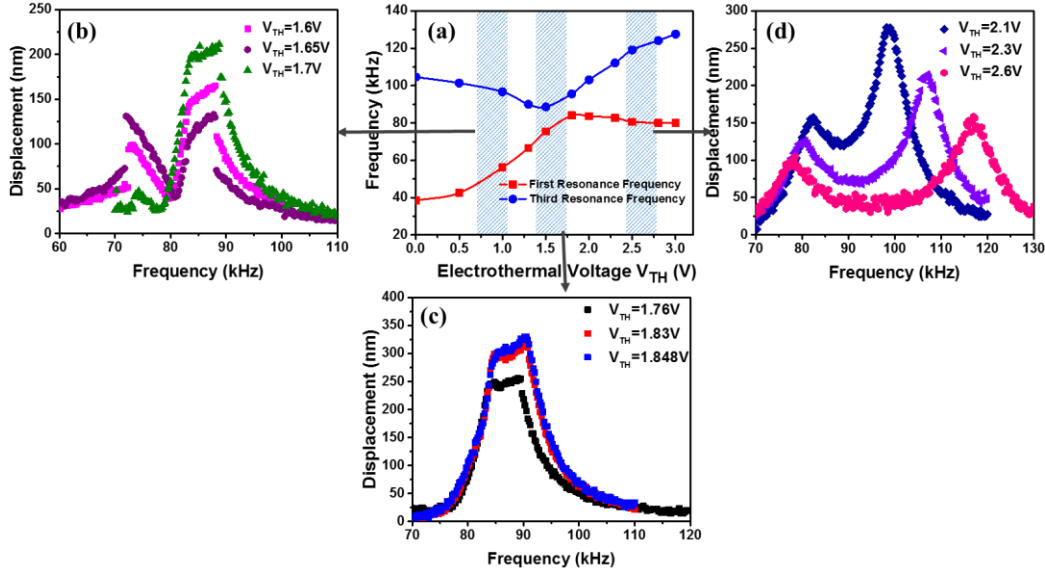 (b)
V_TH=1.6V
V_TH=1.65V
V_TH=1.7V
Displacement (nm)
250
200
150
100
50
0
60 70 80 90 100 110
Frequency (kHz)
(a)
Frequency (kHz)
140
120
100
80
60
40
20
First Resonance Frequency
Third Resonance Frequency
0.0 0.5 1.0 1.5 2.0 2.5 3.0
Electrothermal Voltage V_TH (V)
(d)
V_TH=2.1V
V_TH=2.3V
V_TH=2.6V
Displacement (nm)
300
250
200
150
100
50
0
70 80 90 100 110 120 130
Frequency (kHz)
(c)
V_TH=1.76V
V_TH=1.83V
V_TH=1.848V
Displacement (nm)
400
350
300
250
200
150
100
50
0
70 80 90 100 110 120
Frequency (kHz)